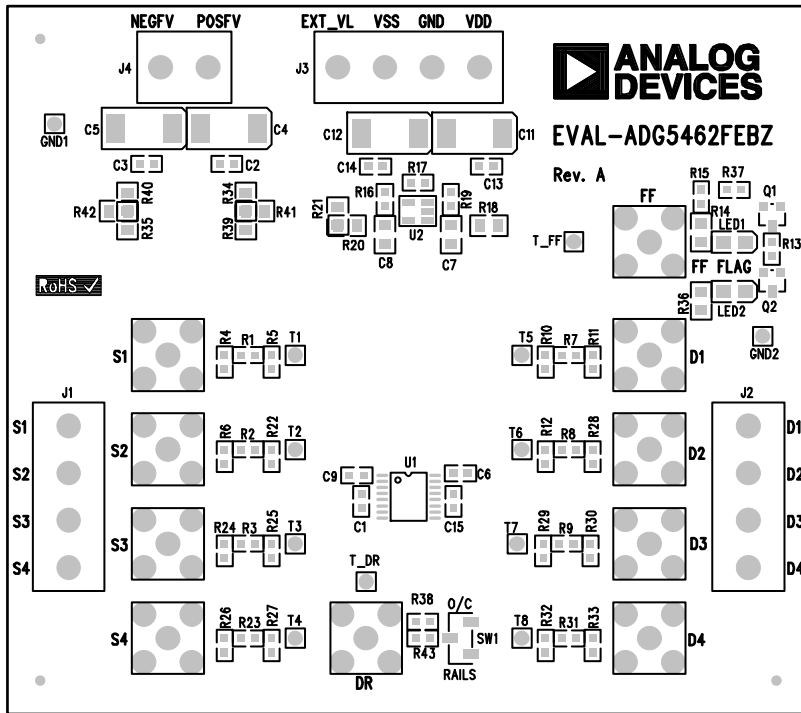 NEGFV POSFV
EXT_VL VSS GND VDD
J4
J3
ANALOG
DEVICES
GND1
C5
C4
C12
C11
EVAL-ADG5462FEBZ
C3
C2
C14
R17
C13
Rev. A
R15
R37
Q1
R40
R34
R16
R19
FF
R42
R41
R21
R18
R14
LED1
R35
R39
R20
U2
T_FF
R13
C8
C7
FF FLAG
RoHS
R36
LED2
Q2
GND2
S1
R4
R1
R5
T1
T5
R10
R7
R11
D1
J1
J2
S1
S2
R6
R2
R22
T2
T6
R12
R8
R28
D2
D1
S2
U1
D2
C9
C6
S3
S3
R24
R3
R25
T3
C1
C15
T7
R29
R9
R30
D3
D3
S4
T_DR
D4
S4
R26
R23
R27
T4
R38
O/C
R43
SW1
T8
R32
R31
R33
D4
DR
RAILS